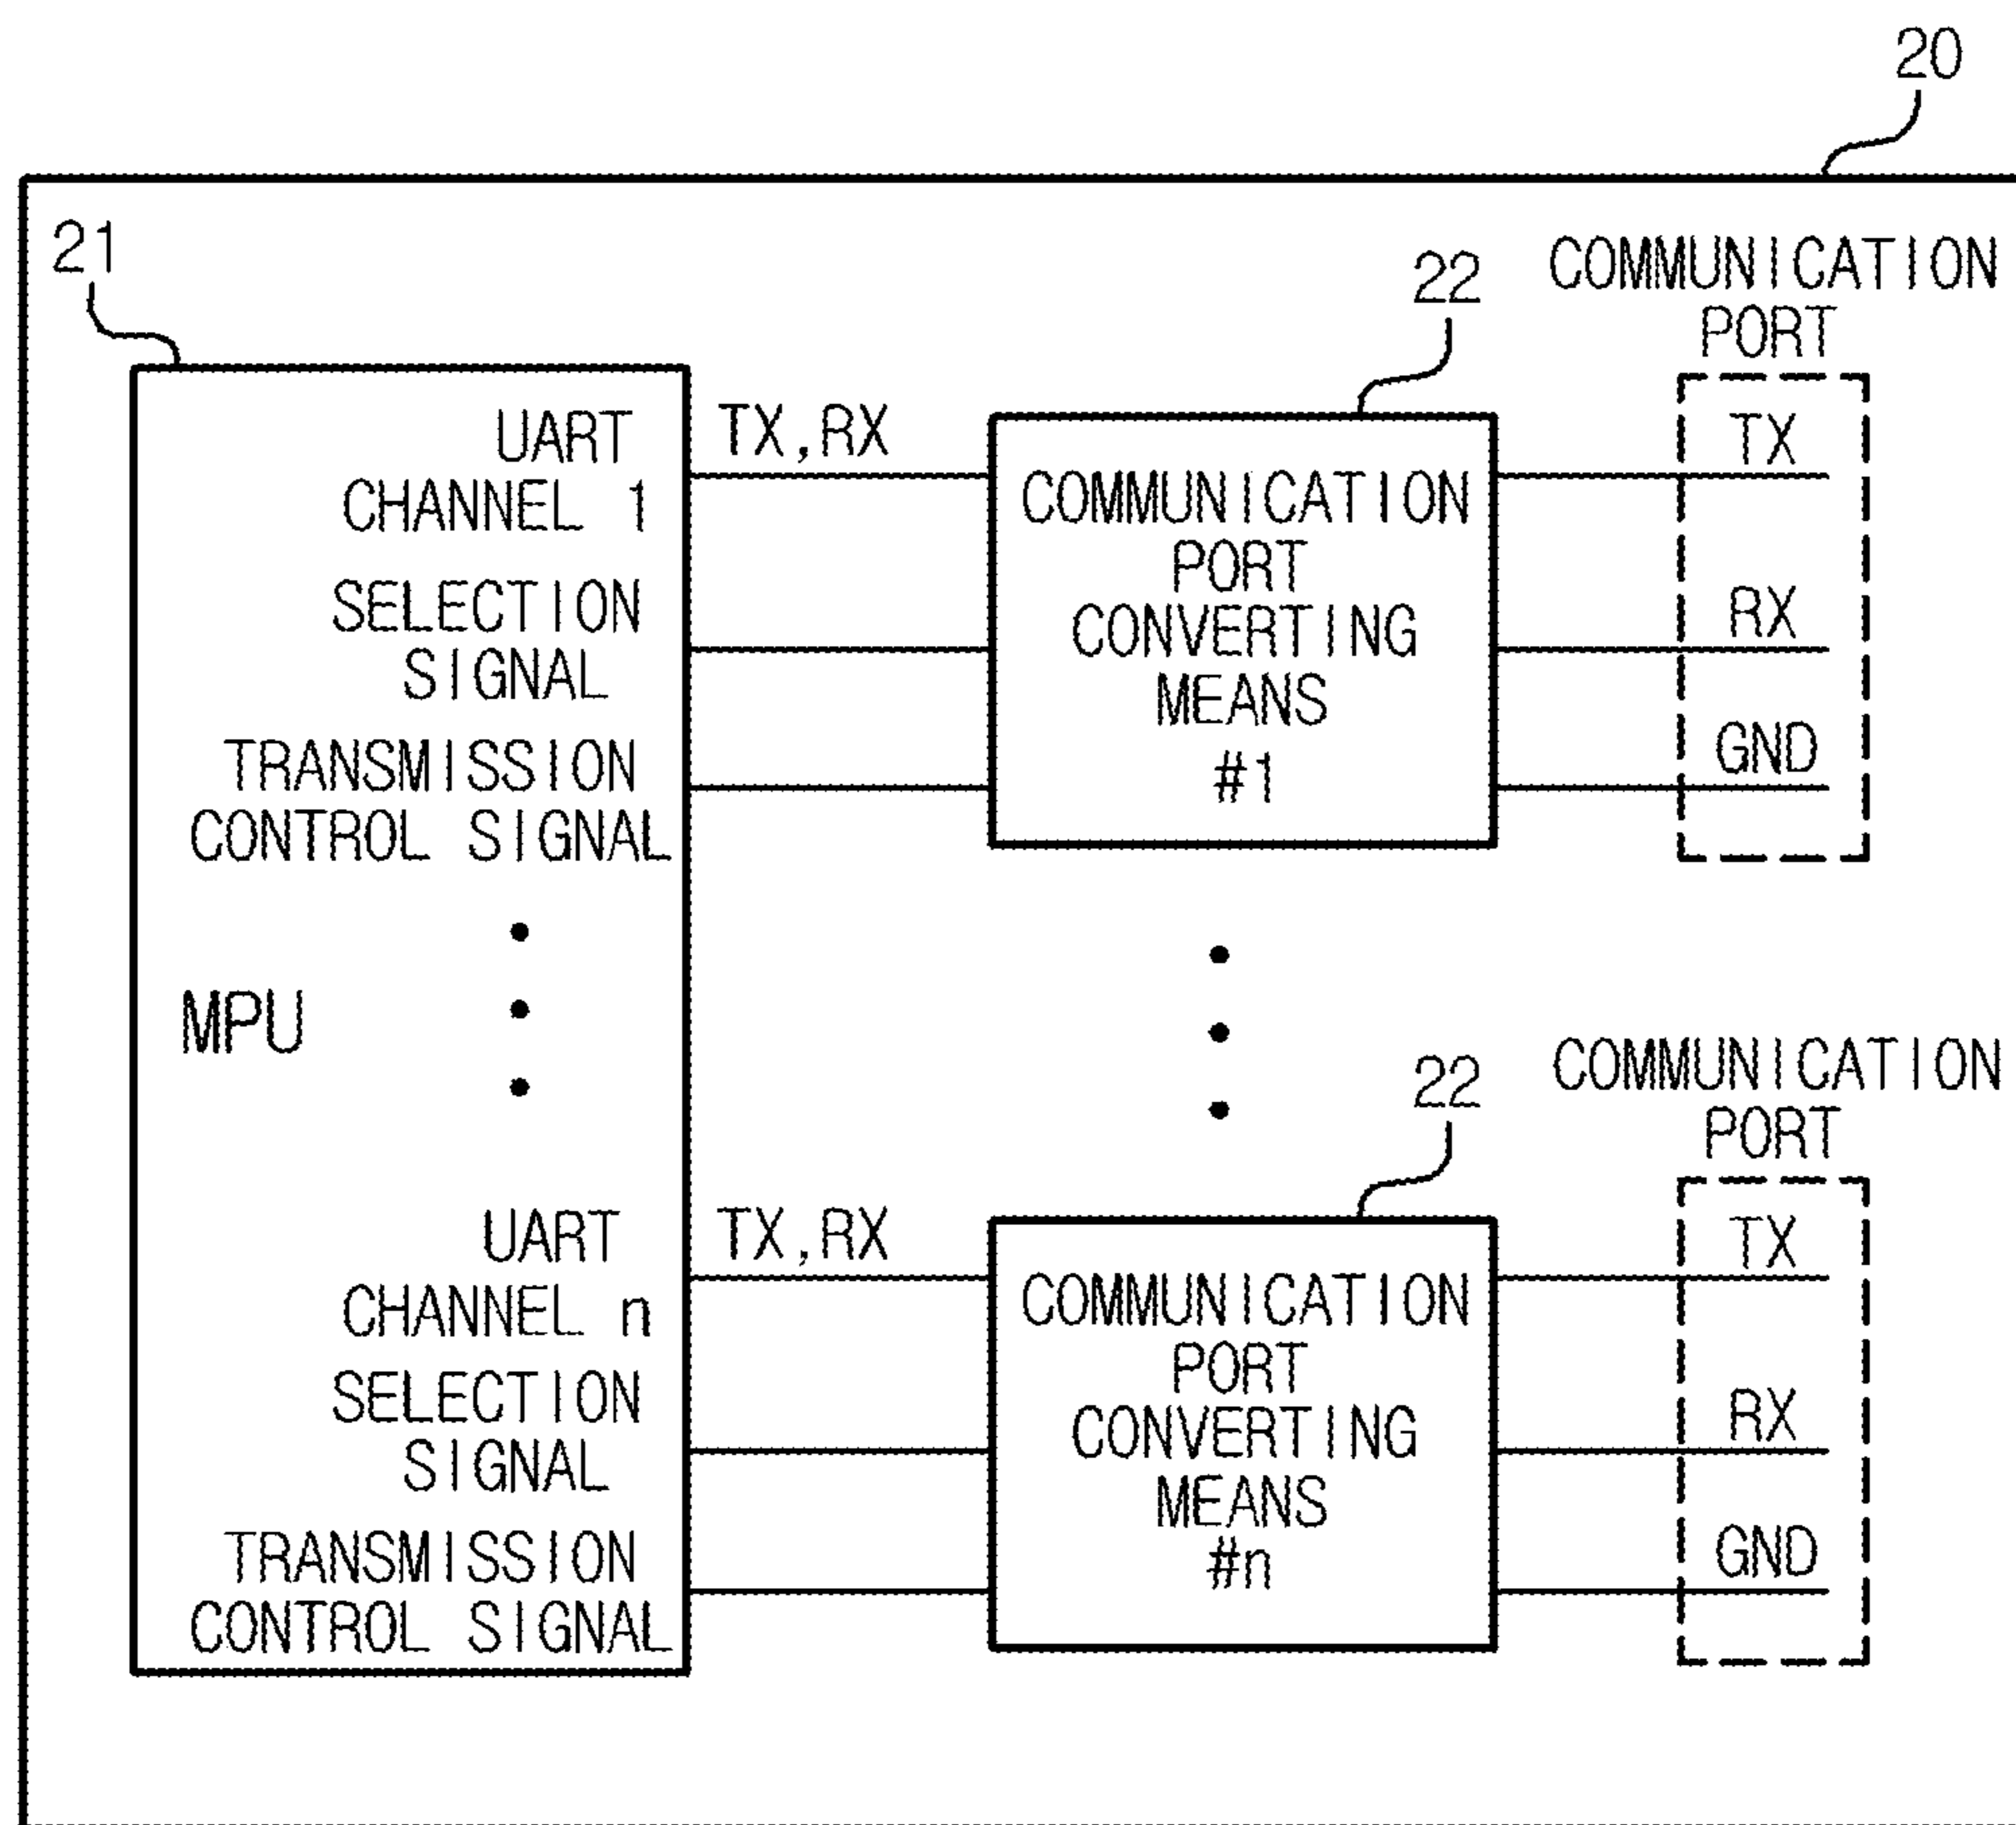 20
21
22
COMMUNICATION
PORT
UART
CHANNEL 1
TX,RX
SELECTION
SIGNAL
TRANSMISSION
CONTROL SIGNAL
COMMUNICATION
PORT
CONVERTING
MEANS
#1
TX
RX
GND
MPU
22
COMMUNICATION
PORT
UART
CHANNEL n
TX,RX
SELECTION
SIGNAL
TRANSMISSION
CONTROL SIGNAL
COMMUNICATION
PORT
CONVERTING
MEANS
#n
TX
RX
GND